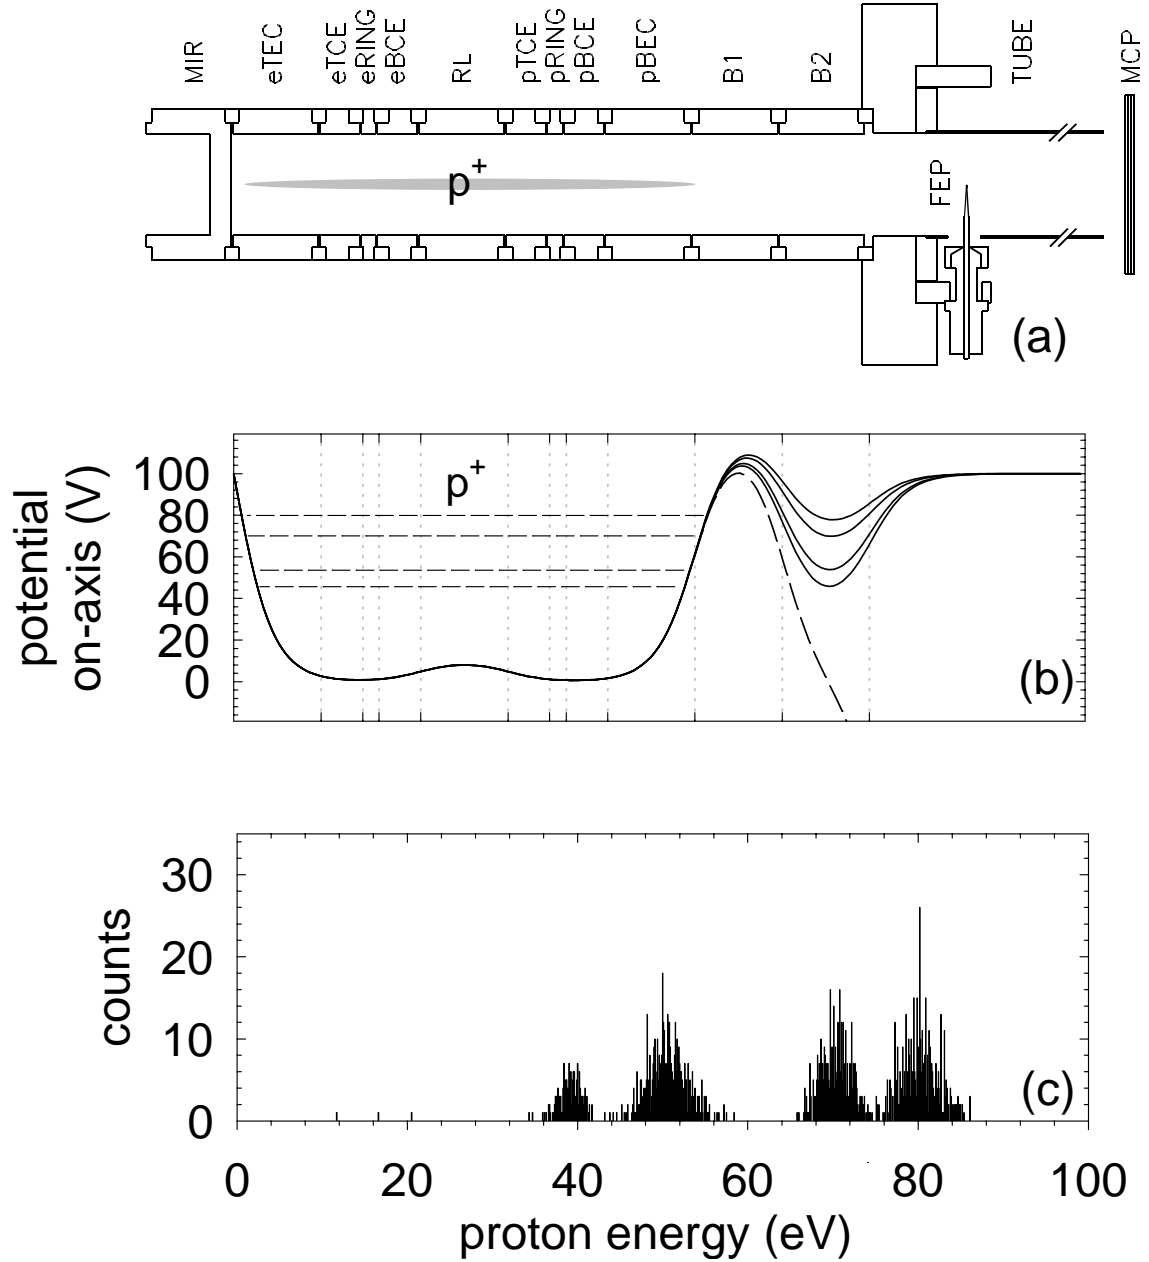 MIR
eTEC
eTCE
eRING
eBCE
RL
pTCE
pRING
pBCE
pBEC
B1
B2
TUBE
MCP
p+
FEP
(a)
potential
on-axis (V)
100
80
60
40
20
0
p+
(b)
counts
30
20
10
0
(c)
0 20 40 60 80 100
proton energy (eV)